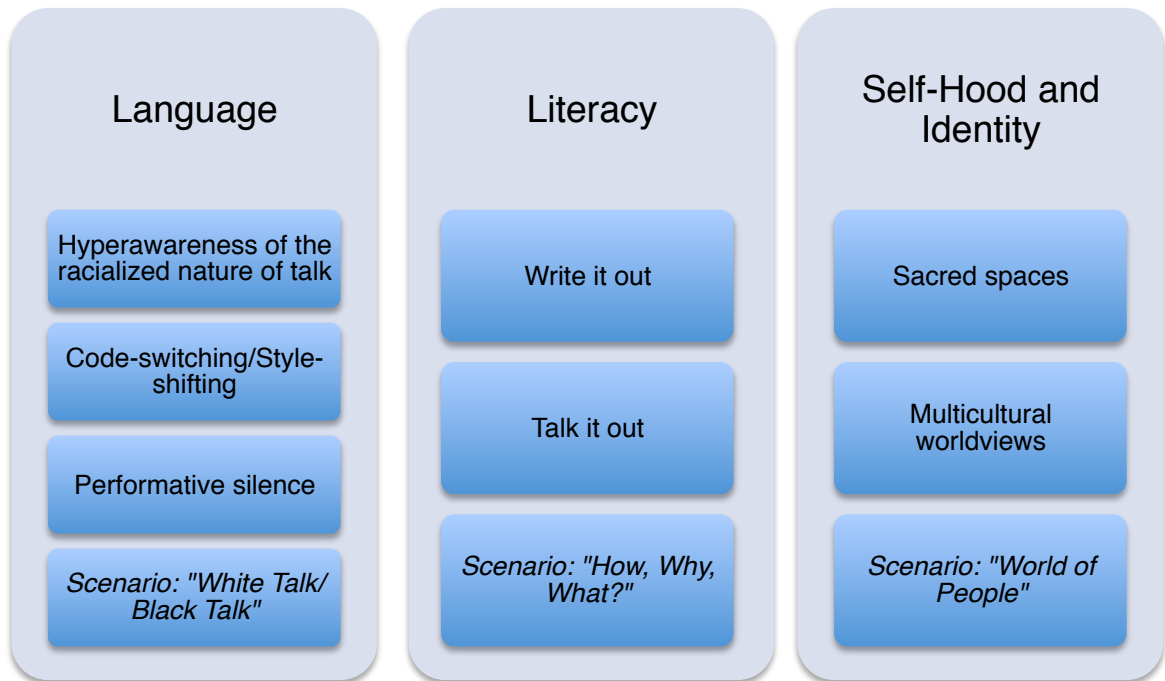 Language
Hyperawareness of the
racialized nature of talk
Code-switching/Style-
shifting
Performative silence
Scenario: "White Talk/
Black Talk"
Literacy
Write it out
Talk it out
Scenario: "How, Why,
What?"
Self-Hood and
Identity
Sacred spaces
Multicultural
worldviews
Scenario: "World of
People"